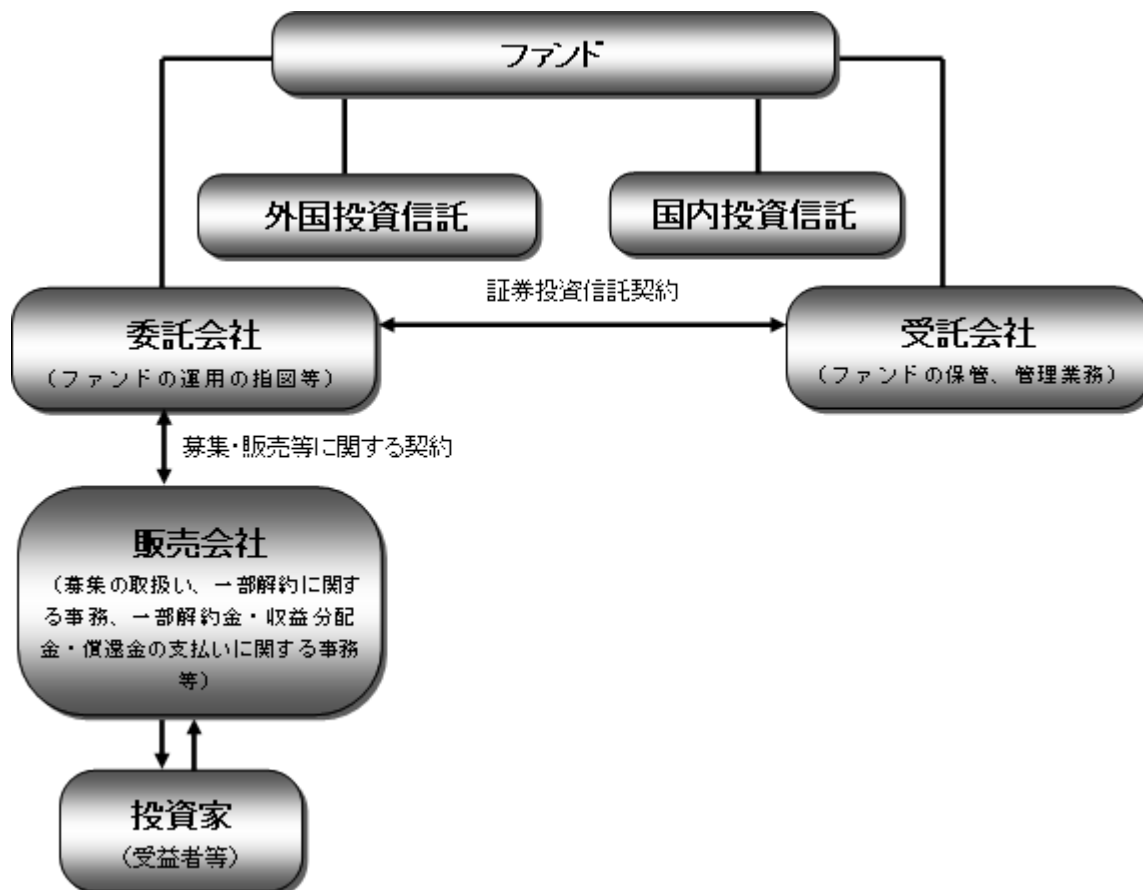 ファンド
外国投資信託
国内投資信託
証券投資信託契約
委託会社
(ファンドの運用の指図等)
受託会社
(ファンドの保管、管理業務)
募集・販売等に関する契約
販売会社
(募集の取扱い、一部解約に関す
る事務、一部解約金・収益分配
金・償還金の支払いに関する事務
等)
投資家
(受益者等)